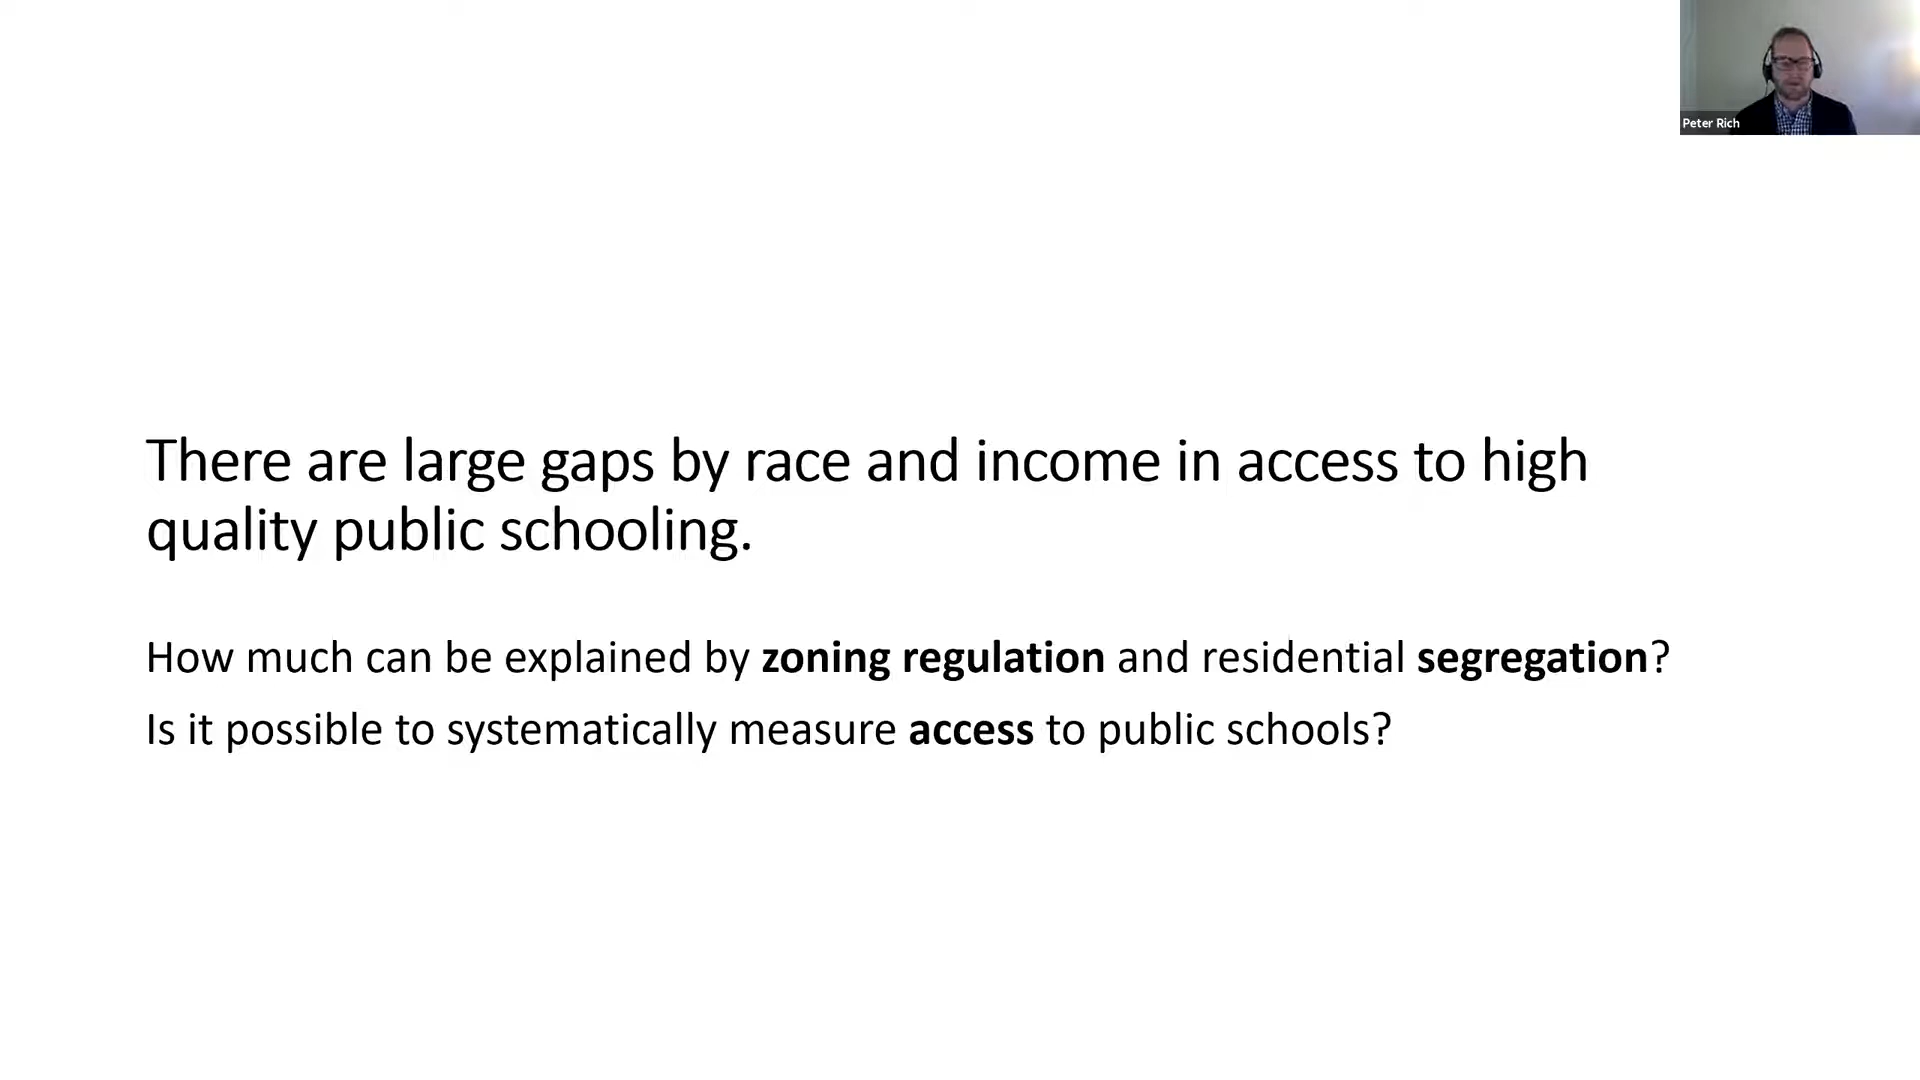 Peter Rich
There are large gaps by race and income in access to high
quality public schooling.
How much can be explained by zoning regulation and residential segregation?
Is it possible to systematically measure access to public schools?